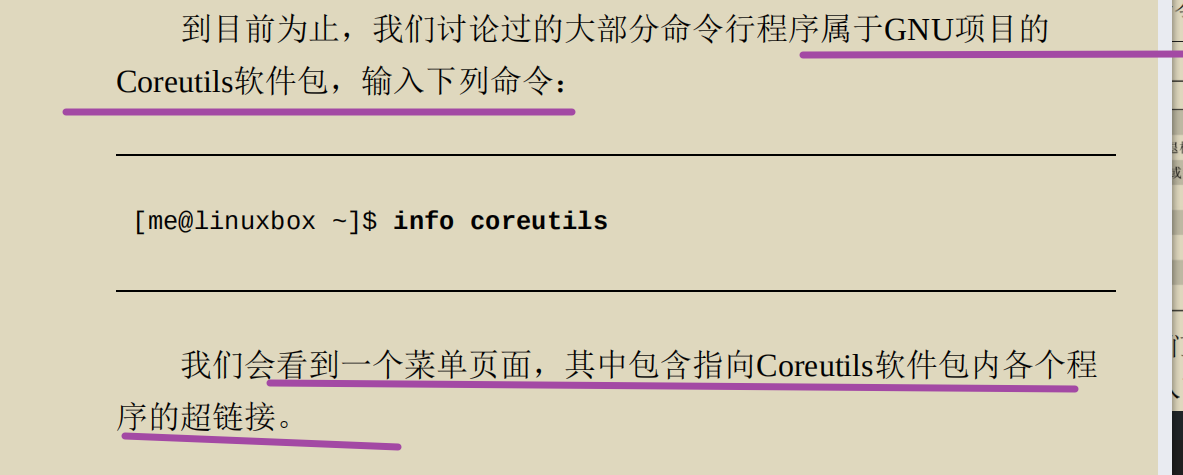 到目前为止，我们讨论过的大部分命令行程序属于GNU项目的
Coreutils软件包，输入下列命令：
[me@linuxbox ~]$ info coreutils
我们会看到一个菜单页面，其中包含指向Coreutils软件包内各个程
序的超链接。